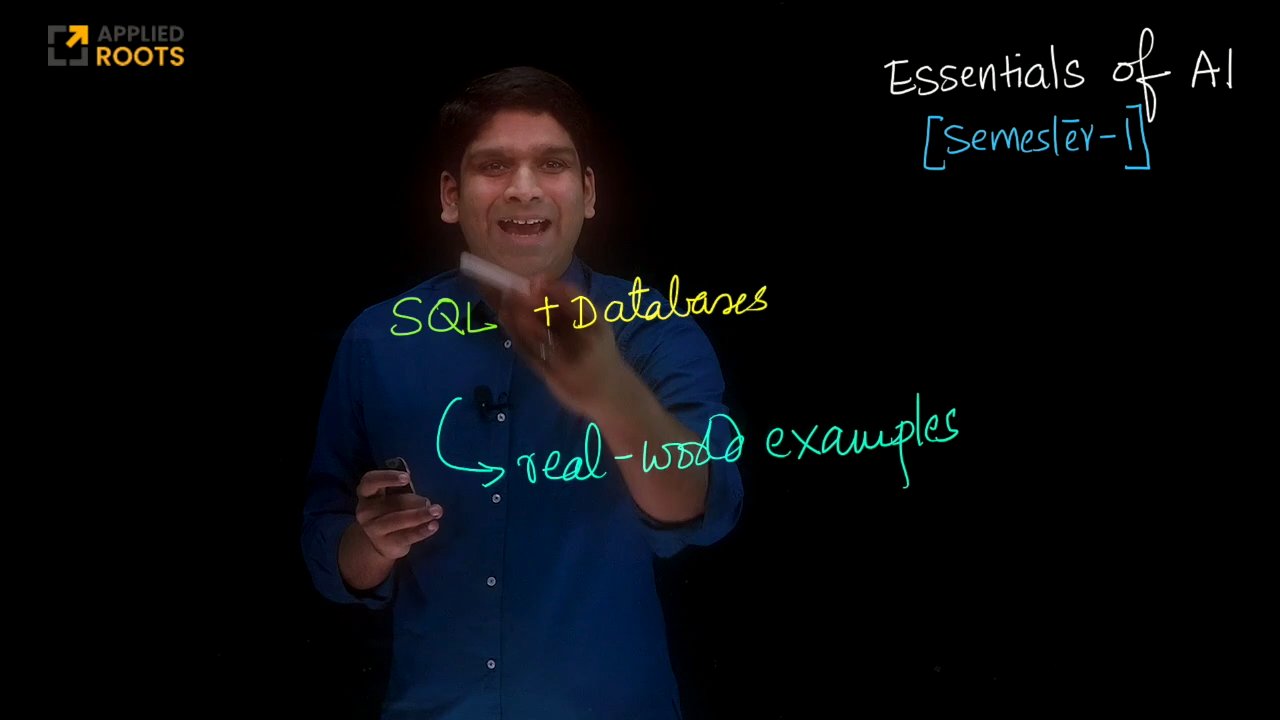 APPLIED
ROOTS
Essentials of AI
[Semester-1]
SQL + Databases
real-world examples